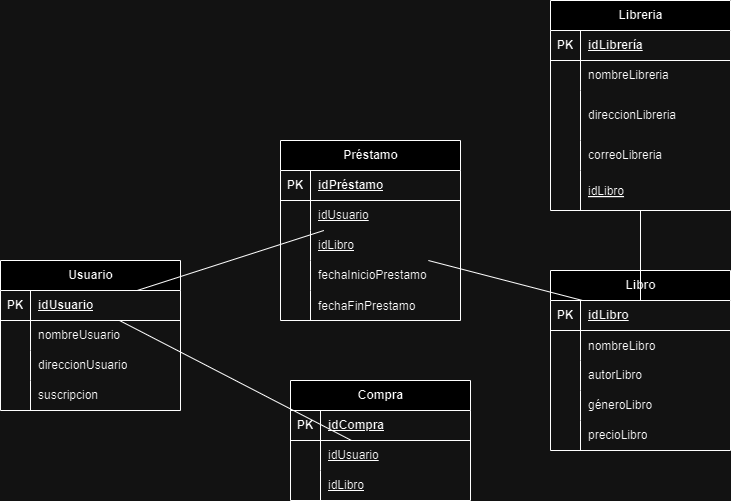 Libreria
PK idLibrería
nombreLibreria
direccionLibreria
correoLibreria
idLibro
Préstamo
PK idPréstamo
idUsuario
idLibro
fechaInicioPrestamo
fechaFinPrestamo
Usuario
PK idUsuario
nombreUsuario
direccionUsuario
suscripcion
Libro
PK idLibro
nombreLibro
autorLibro
géneroLibro
precioLibro
Compra
PK idCompra
idUsuario
idLibro